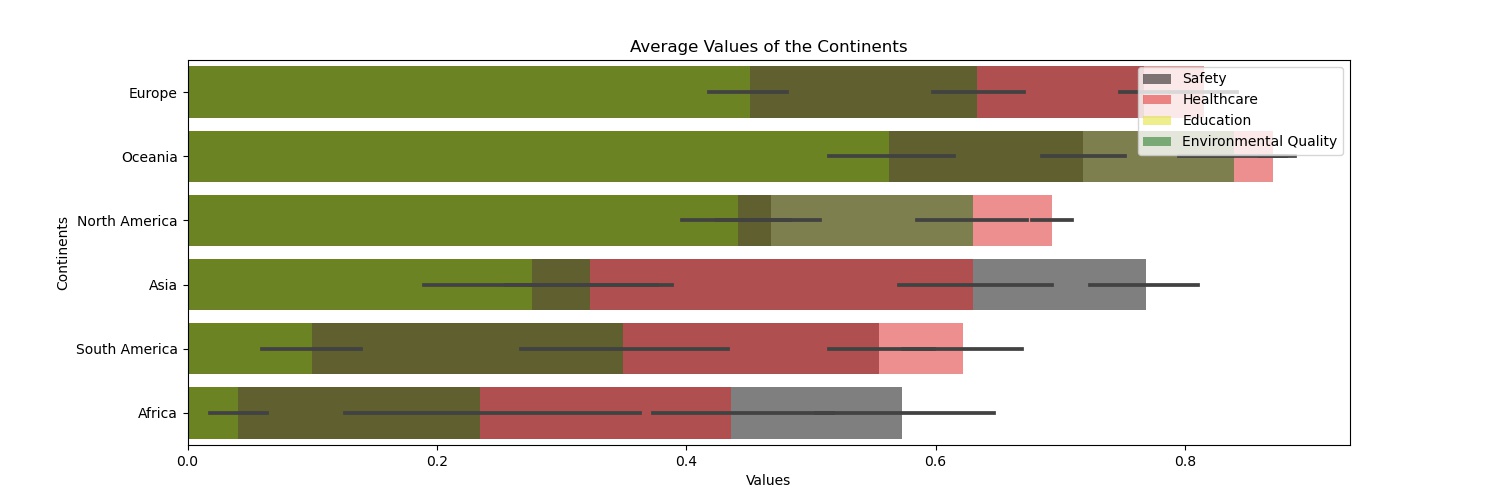 Average Values of the Continents
Safety
Healthcare
Education
Environmental Quality
Europe
Oceania
North America
Asia
South America
Africa
Continents
0.0 0.2 0.4 0.6 0.8
Values